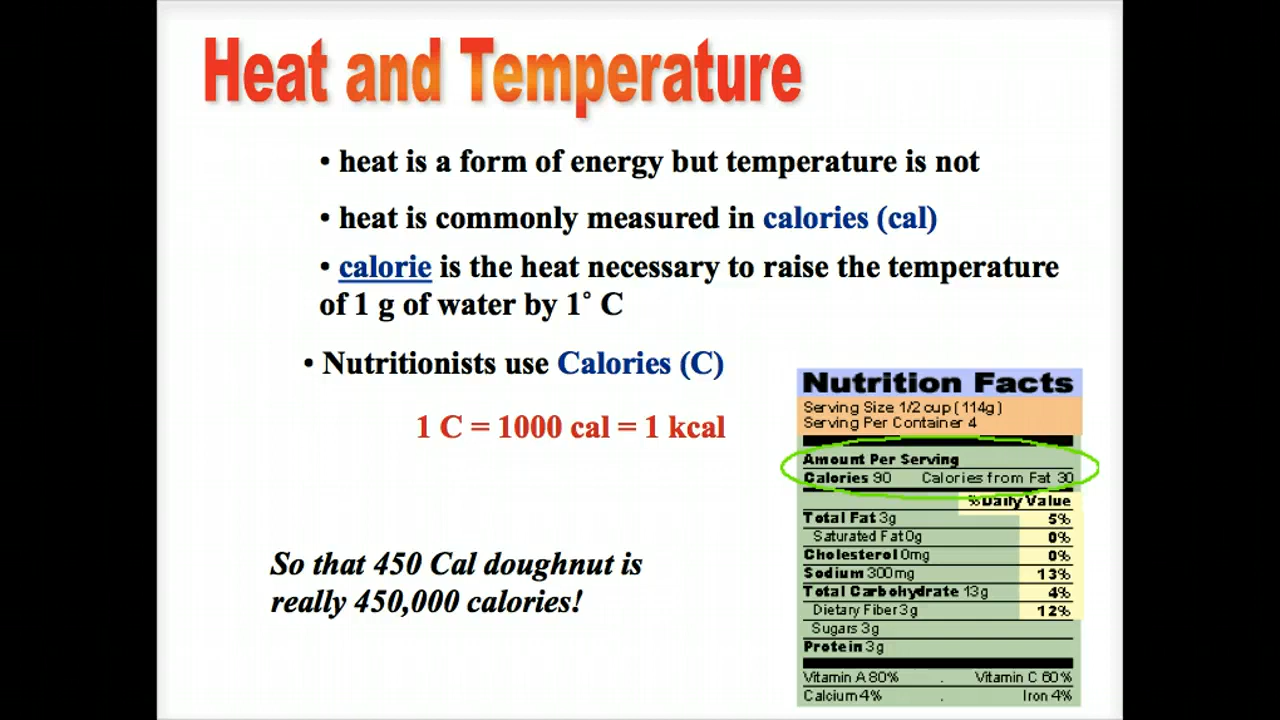 Heat and Temperature
• heat is a form of energy but temperature is not
• heat is commonly measured in calories (cal)
• calorie is the heat necessary to raise the temperature
of 1 g of water by 1° C
• Nutritionists use Calories (C)
1 C = 1000 cal = 1 kcal
So that 450 Cal doughnut is
really 450,000 calories!
Nutrition Facts
Serving Size 1/2 cup (114g)
Serving Per Container 4
Amount Per Serving
Calories 90 Calories from Fat 30
% Daily Value
Total Fat 3g 5%
Saturated Fat 0g 0%
Cholesterol 0mg 0%
Sodium 300mg 13%
Total Carbohydrate 13g 4%
Dietary Fiber 3g 12%
Sugars 3g
Protein 3g
Vitamin A 80% . Vitamin C 60%
Calcium 4% . Iron 4%